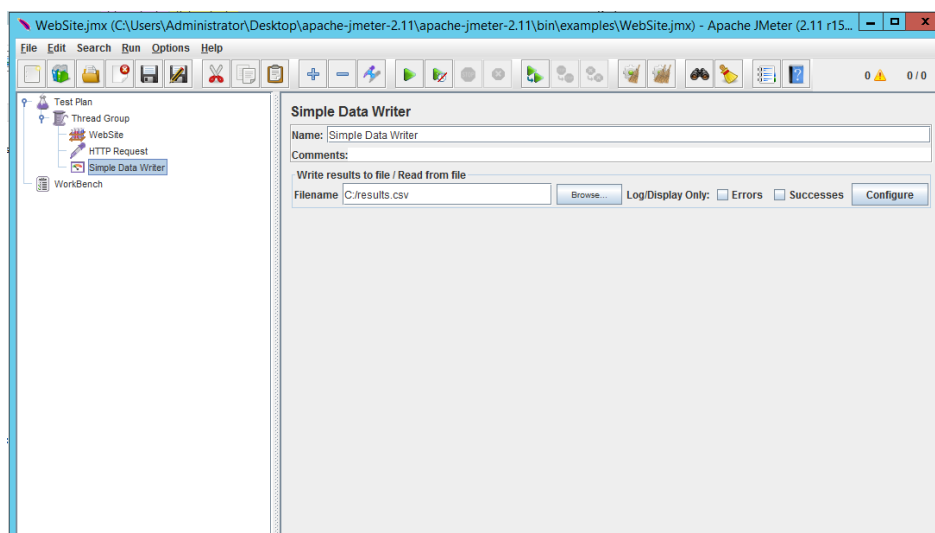 WebSite.jmx (C:\Users\Administrator\Desktop\apache-jmeter-2.11\apache-jmeter-2.11\bin\examples\WebSite.jmx) - Apache JMeter (2.11 r15...
File Edit Search Run Options Help
0 0 / 0
Test Plan
Thread Group
WebSite
HTTP Request
Simple Data Writer
WorkBench
Simple Data Writer
Name: Simple Data Writer
Comments:
Write results to file / Read from file
Filename C:/results.csv Browse... Log/Display Only: Errors Successes Configure